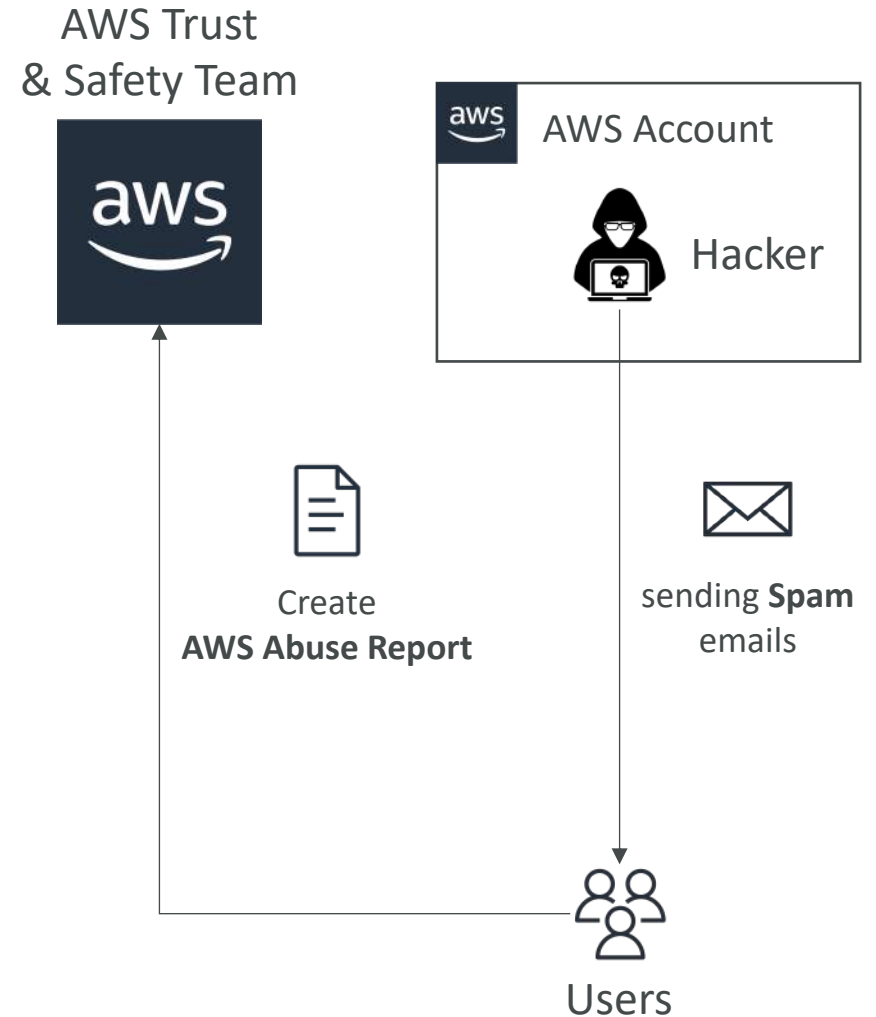 AWS Trust
& Safety Team
aws
aws
AWS Account
Hacker
Create
AWS Abuse Report
sending Spam
emails
Users